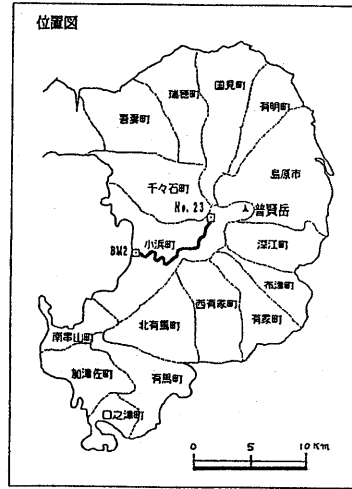 位置図
国見町
瑞穂町
有明町
吾妻町
島原市
千々石町
No. 23
普賢岳
小浜町
BM2
深江町
布津町
西有家町
有家町
北有馬町
南串山町
加津佐町
有馬町
口之津町
0 5 10 Km